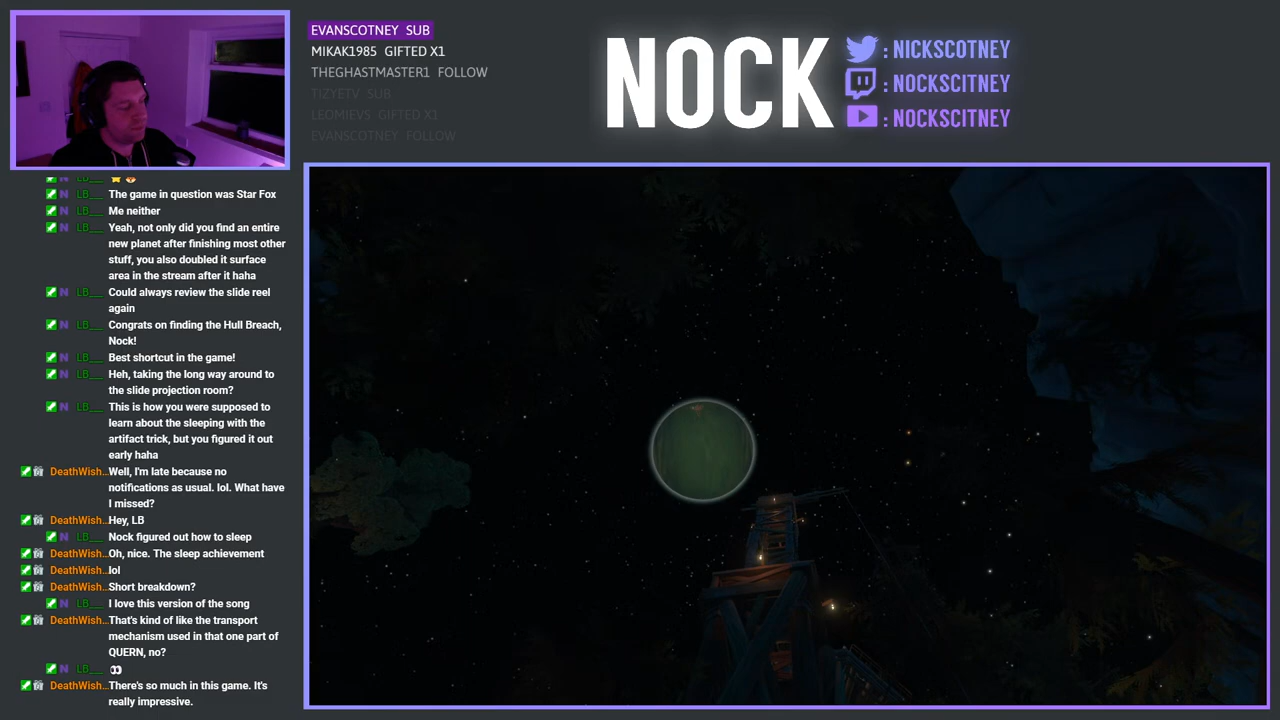 EVANSCOTNEY SUB
MIKAK1985 GIFTED X1
THEGHASTMASTER1 FOLLOW
TIZYETV SUB
LEOMIEVS GIFTED X1
EVANSCOTNEY FOLLOW
NOCK
: NICKSCOTNEY
: NOCKSCITNEY
: NOCKSCITNEY
LB___ The game in question was Star Fox
LB___ Me neither
LB___ Yeah, not only did you find an entire
new planet after finishing most other
stuff, you also doubled it surface
area in the stream after it haha
LB___ Could always review the slide reel
again
LB___ Congrats on finding the Hull Breach,
Nock!
LB___ Best shortcut in the game!
LB___ Heh, taking the long way around to
the slide projection room?
LB___ This is how you were supposed to
learn about the sleeping with the
artifact trick, but you figured it out
early haha
DeathWish... Well, I'm late because no
notifications as usual. lol. What have
I missed?
DeathWish... Hey, LB
LB___ Nock figured out how to sleep
DeathWish... Oh, nice. The sleep achievement
DeathWish... lol
DeathWish... Short breakdown?
LB___ I love this version of the song
DeathWish... That's kind of like the transport
mechanism used in that one part of
QUERN, no?
LB___
DeathWish... There's so much in this game. It's
really impressive.